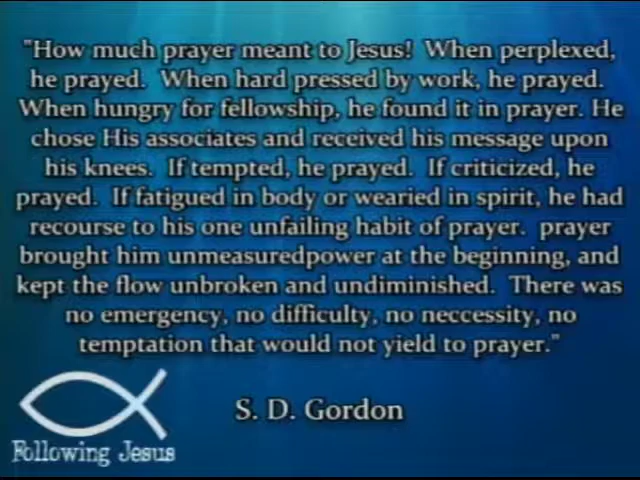 "How much prayer meant to Jesus!  When perplexed,
he prayed.  When hard pressed by work, he prayed.
When hungry for fellowship, he found it in prayer. He
chose His associates and received his message upon
his knees.  If tempted, he prayed.  If criticized, he
prayed.  If fatigued in body or wearied in spirit, he had
recourse to his one unfailing habit of prayer.  prayer
brought him unmeasuredpower at the beginning, and
kept the flow unbroken and undiminished.  There was
no emergency, no difficulty, no neccessity, no
temptation that would not yield to prayer."
S. D. Gordon
Following Jesus